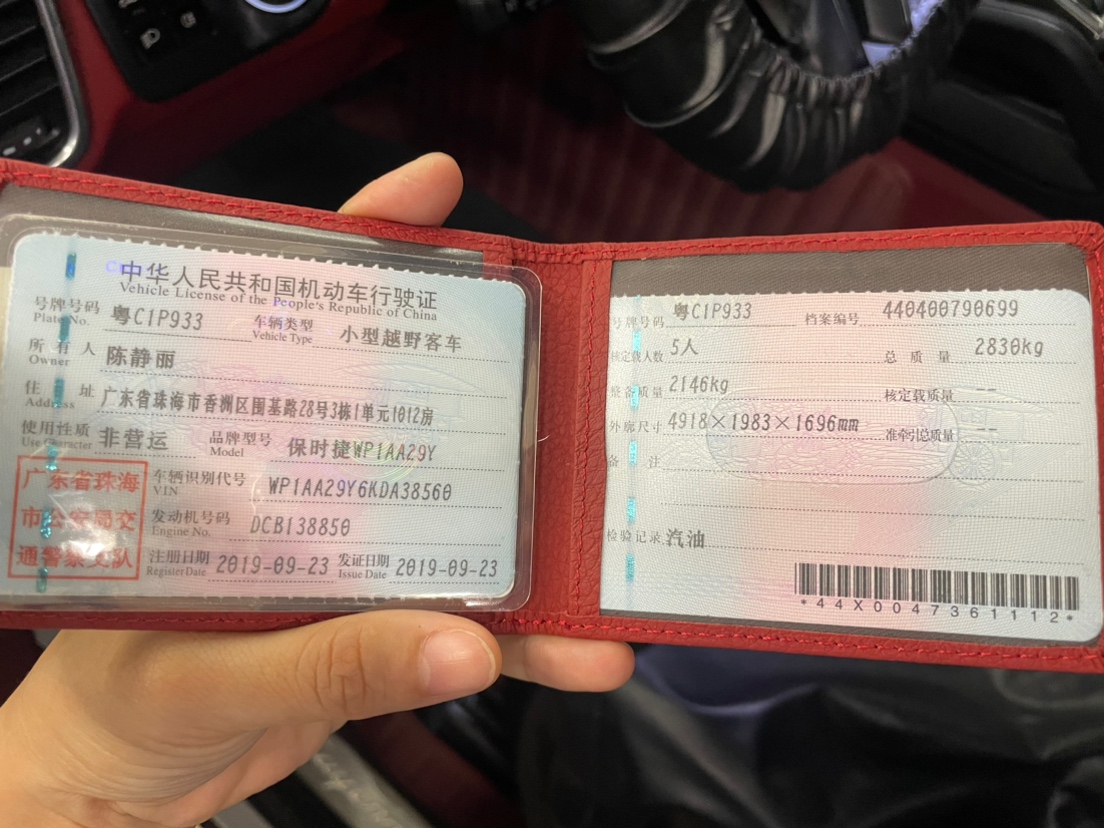 中华人民共和国机动车行驶证
Vehicle License of the People's Republic of China
号牌号码 粤C1P933 车辆类型 小型越野客车
Plate No. Vehicle Type
所有人 陈静丽
Owner
住址 广东省珠海市香洲区围基路28号3栋1单元1012房
Address
使用性质 非营运 品牌型号 保时捷WP1AA29Y
Use Character Model
广东省珠海
市公安局交
通警察支队
车辆识别代号 WP1AA29Y6KDA38560
VIN
发动机号码 DCB138850
Engine No.
注册日期 2019-09-23 发证日期 2019-09-23
Register Date Issue Date
号牌号码 粤C1P933 档案编号 440400790699
核定载人数 5人 总质量 2830kg
整备质量 2146kg 核定载质量 --
外廓尺寸 4918×1983×1696mm 准牵引总质量 --
备注
检验记录 汽油
*44X0047361112*